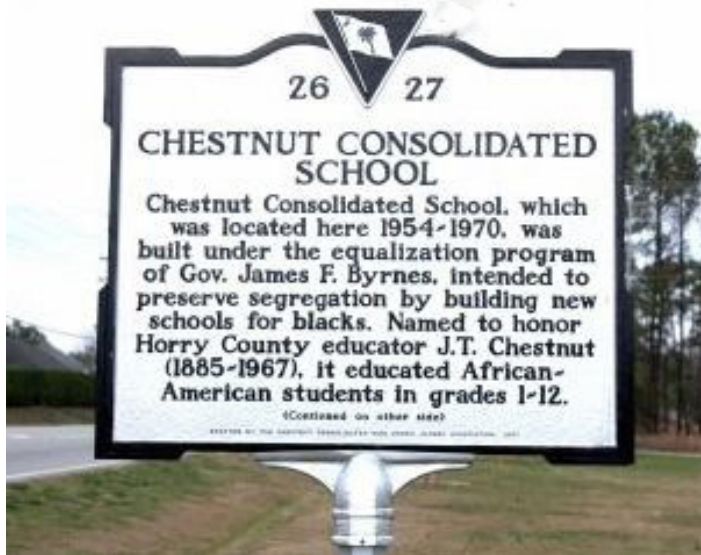 26 27
CHESTNUT CONSOLIDATED
SCHOOL
Chestnut Consolidated School, which
was located here 1954-1970, was
built under the equalization program
of Gov. James F. Byrnes, intended to
preserve segregation by building new
schools for blacks. Named to honor
Horry County educator J.T. Chestnut
(1885-1967), it educated African-
American students in grades 1-12.
(Continued on other side)